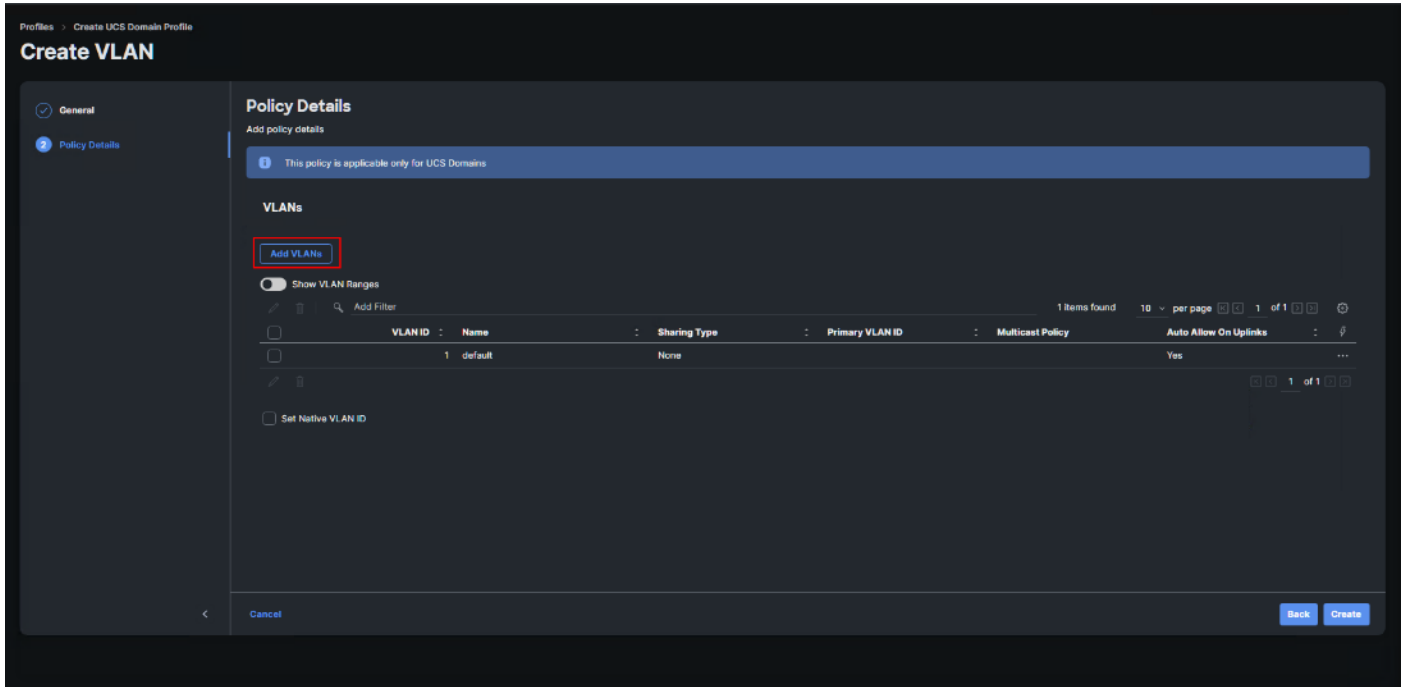 Profiles > Create UCS Domain Profile
Create VLAN
General
2 Policy Details
Policy Details
Add policy details
This policy is applicable only for UCS Domains
VLANs
Add VLANs
Show VLAN Ranges
Add Filter 1 items found 10 per page 1 of 1
VLAN ID Name Sharing Type Primary VLAN ID Multicast Policy Auto Allow On Uplinks
1 default None Yes ...
1 of 1
Set Native VLAN ID
Cancel Back Create